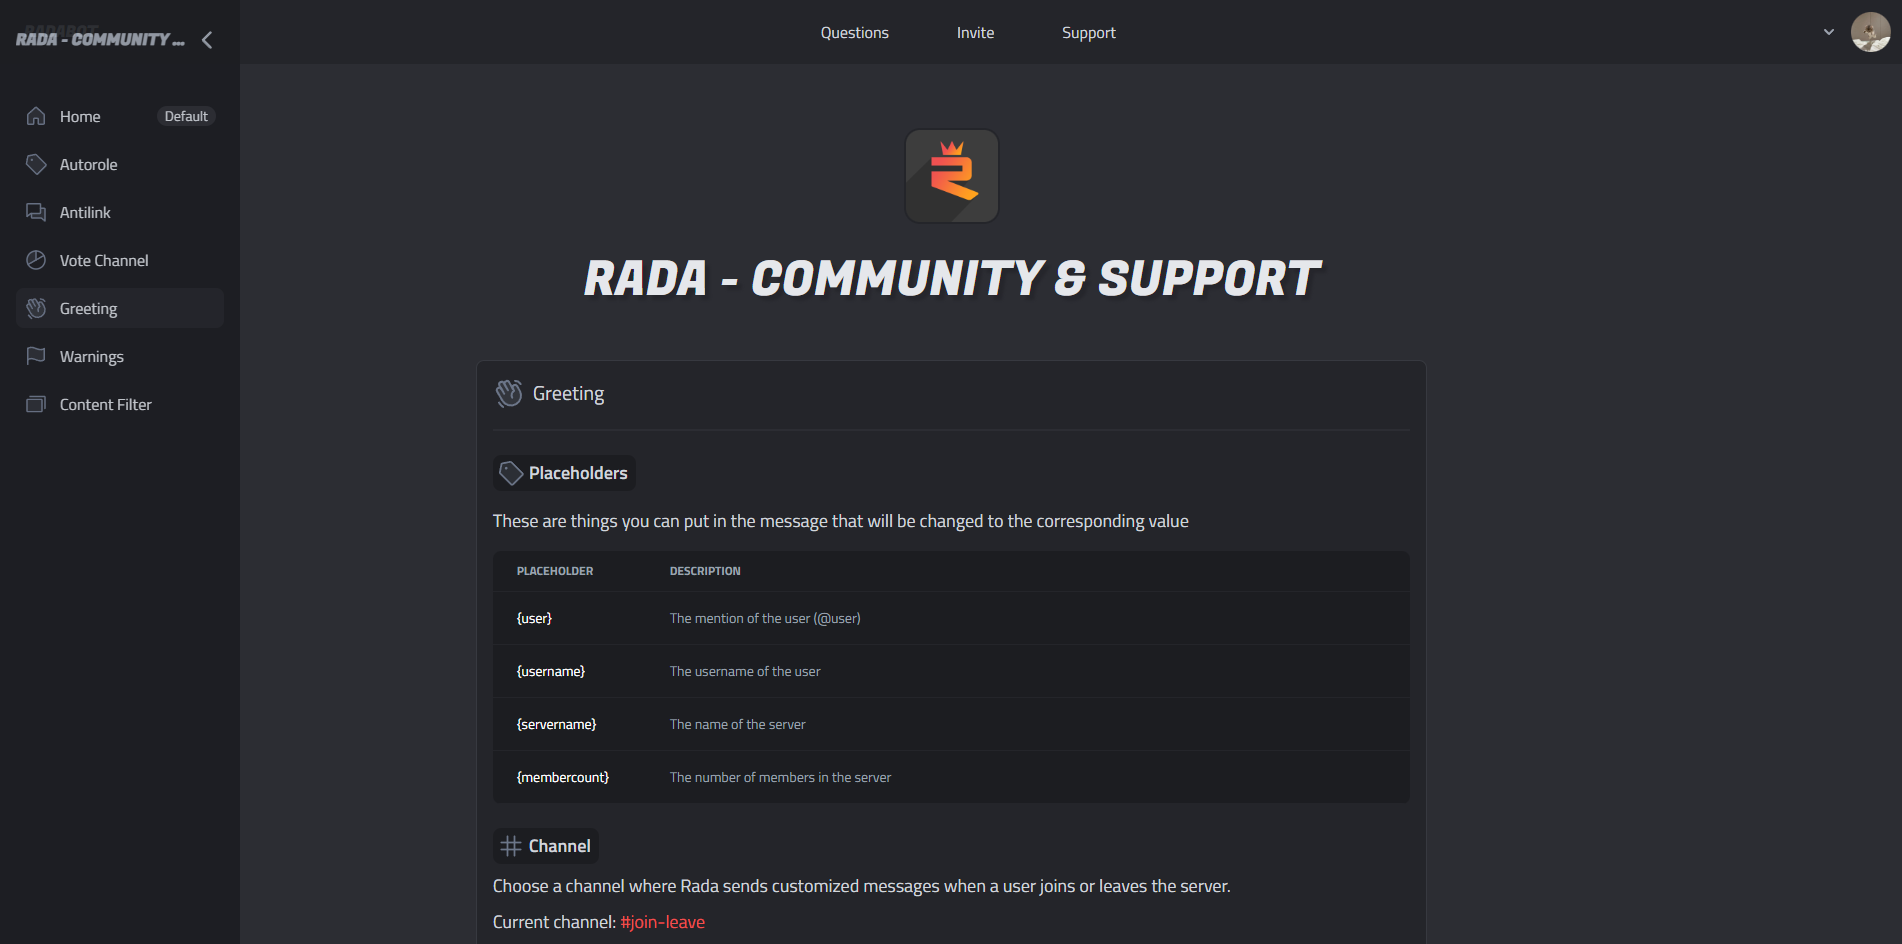 RADABOT
RADA - COMMUNITY ...
Questions
Invite
Support
Home
Default
Autorole
Antilink
Vote Channel
Greeting
Warnings
Content Filter
RADA - COMMUNITY & SUPPORT
Greeting
Placeholders
These are things you can put in the message that will be changed to the corresponding value
PLACEHOLDER DESCRIPTION
{user} The mention of the user (@user)
{username} The username of the user
{servername} The name of the server
{membercount} The number of members in the server
Channel
Choose a channel where Rada sends customized messages when a user joins or leaves the server.
Current channel: #join-leave